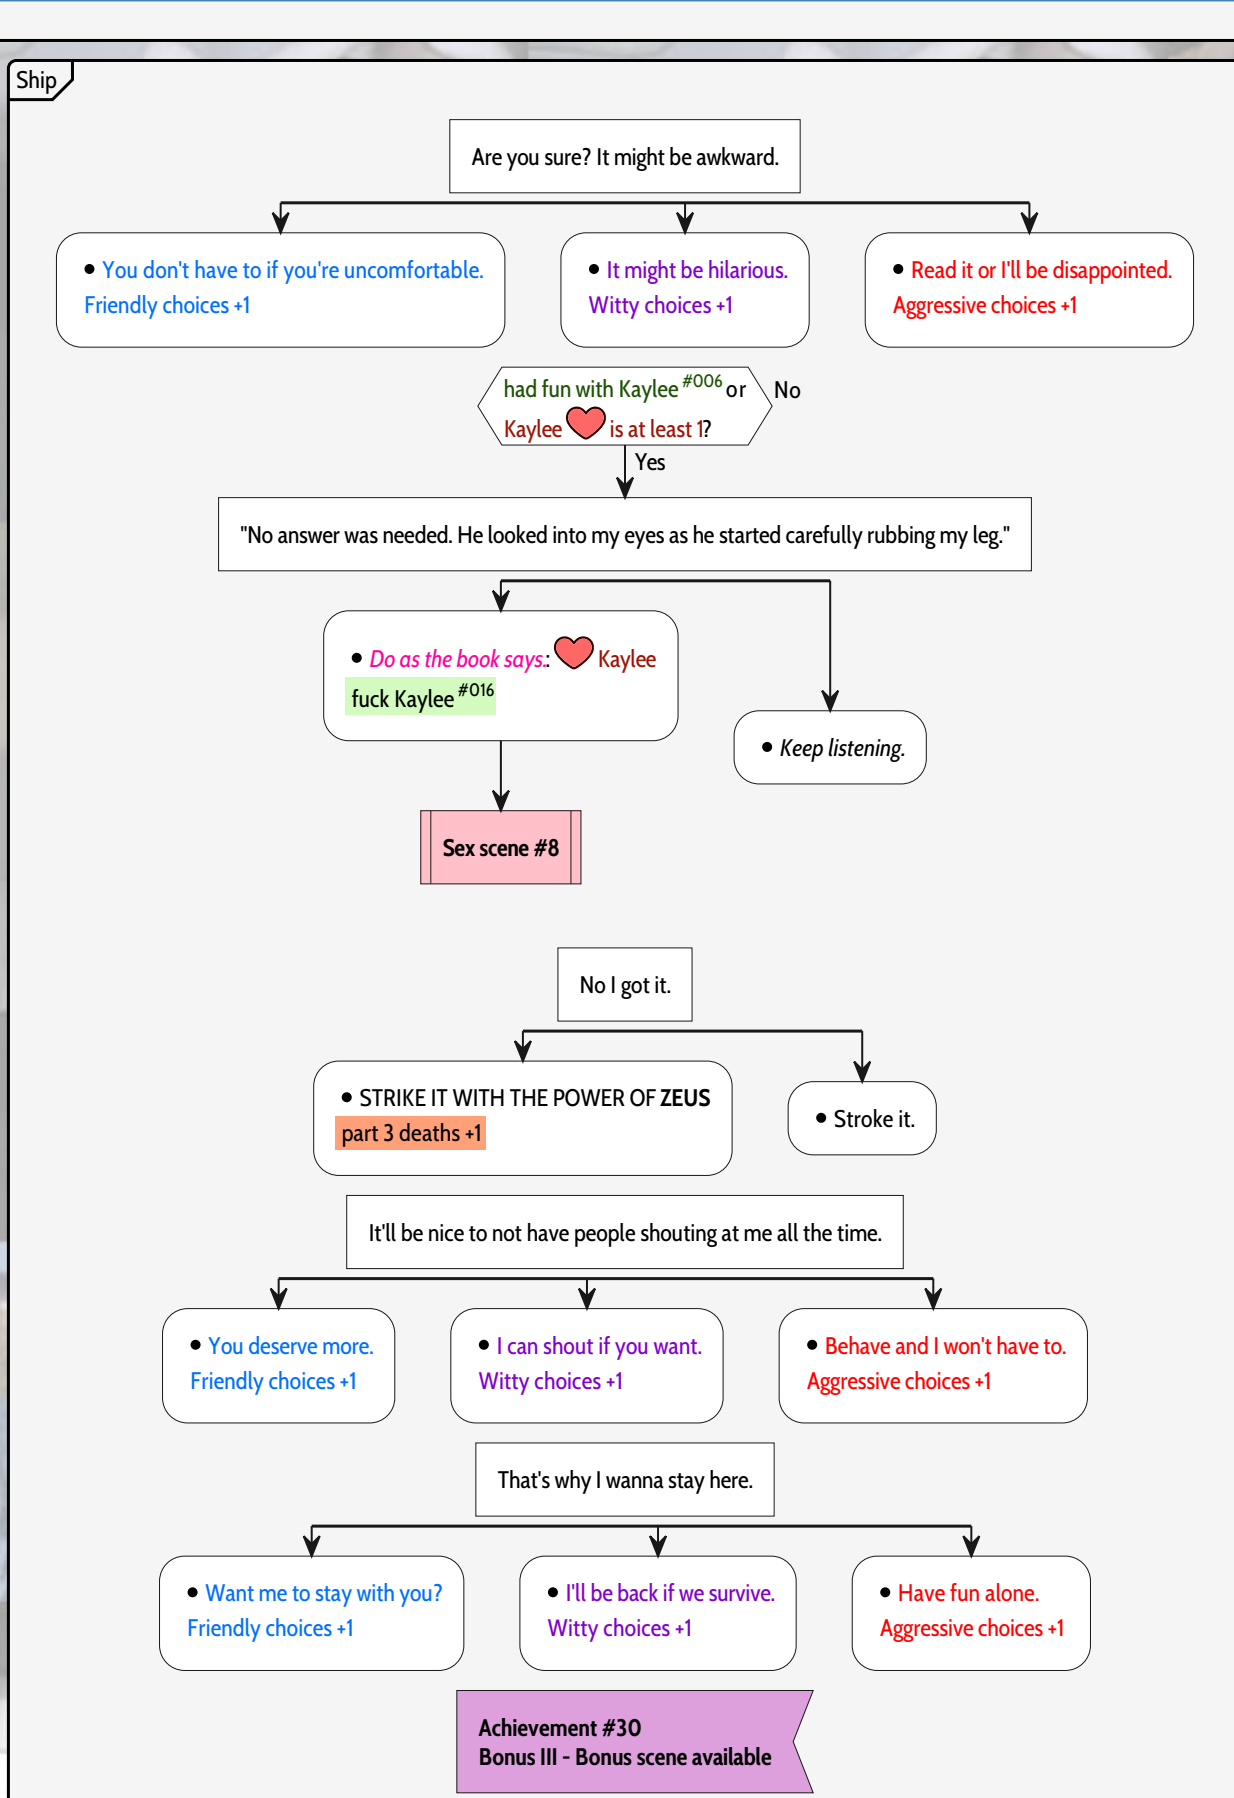 Ship
Are you sure? It might be awkward.
• You don't have to if you're uncomfortable.
Friendly choices +1
• It might be hilarious.
Witty choices +1
• Read it or I'll be disappointed.
Aggressive choices +1
had fun with Kaylee #006 or
Kaylee ❤ is at least 1?
No
Yes
"No answer was needed. He looked into my eyes as he started carefully rubbing my leg."
• Do as the book says.: ❤ Kaylee
fuck Kaylee #016
• Keep listening.
Sex scene #8
No I got it.
• STRIKE IT WITH THE POWER OF ZEUS
part 3 deaths +1
• Stroke it.
It'll be nice to not have people shouting at me all the time.
• You deserve more.
Friendly choices +1
• I can shout if you want.
Witty choices +1
• Behave and I won't have to.
Aggressive choices +1
That's why I wanna stay here.
• Want me to stay with you?
Friendly choices +1
• I'll be back if we survive.
Witty choices +1
• Have fun alone.
Aggressive choices +1
Achievement #30
Bonus III - Bonus scene available